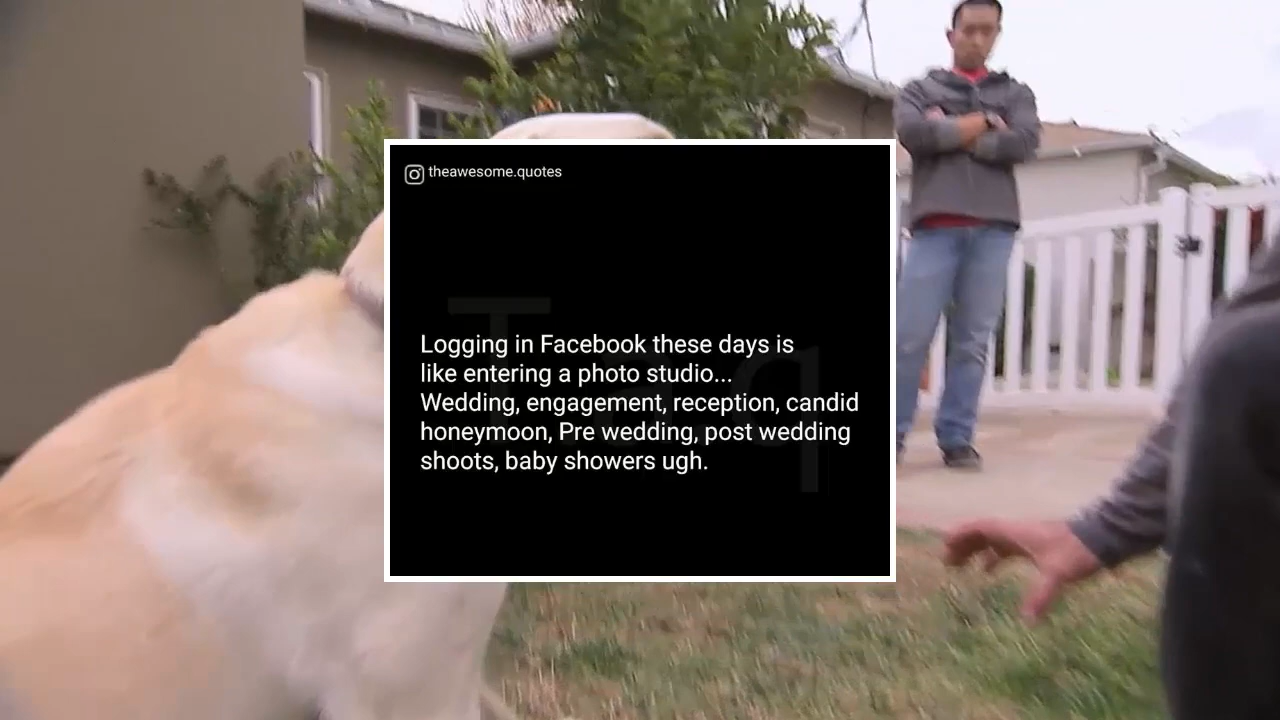 theawesome.quotes
Logging in Facebook these days is
like entering a photo studio...
Wedding, engagement, reception, candid
honeymoon, Pre wedding, post wedding
shoots, baby showers ugh.